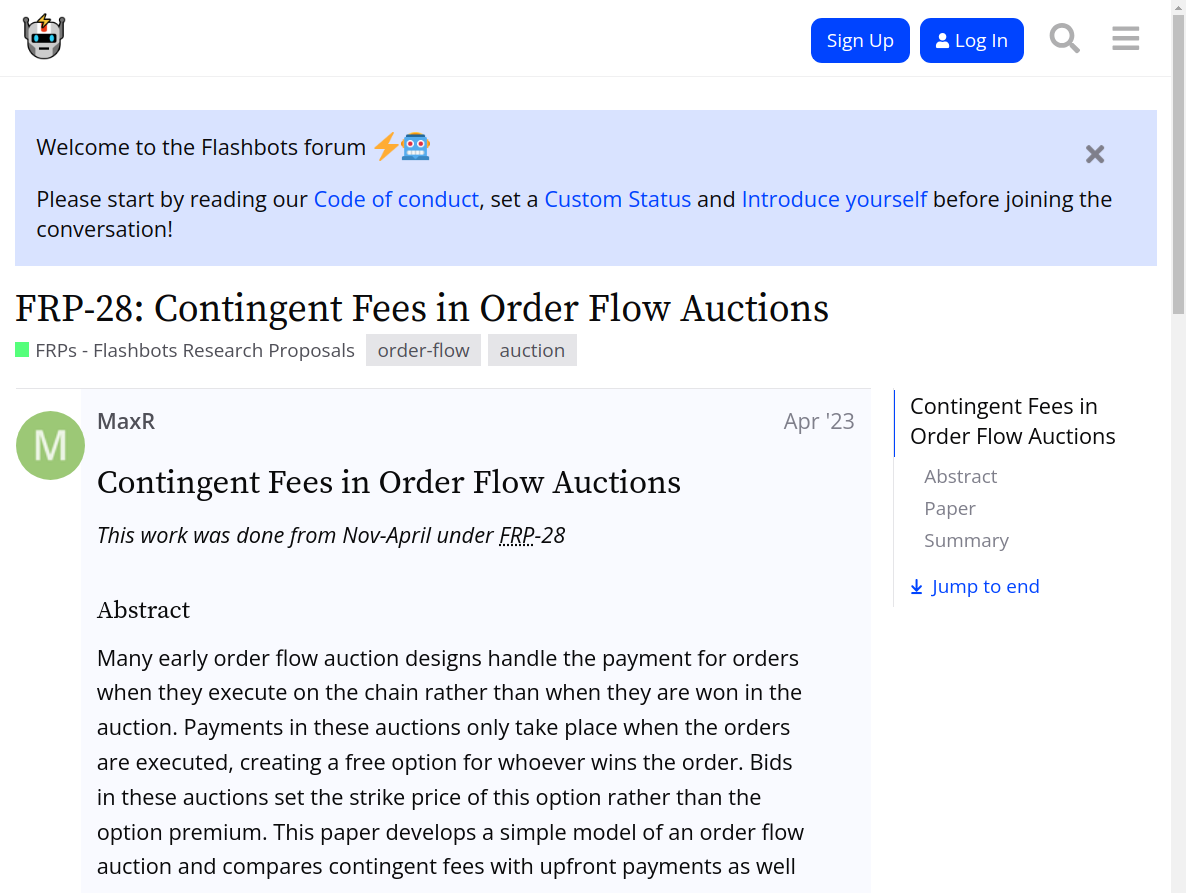 Sign Up
Log In
Welcome to the Flashbots forum
Please start by reading our Code of conduct, set a Custom Status and Introduce yourself before joining the
conversation!
FRP-28: Contingent Fees in Order Flow Auctions
FRPs - Flashbots Research Proposals
order-flow
auction
M
MaxR
Apr '23
Contingent Fees in Order Flow Auctions
This work was done from Nov-April under FRP-28
Abstract
Many early order flow auction designs handle the payment for orders
when they execute on the chain rather than when they are won in the
auction. Payments in these auctions only take place when the orders
are executed, creating a free option for whoever wins the order. Bids
in these auctions set the strike price of this option rather than the
option premium. This paper develops a simple model of an order flow
auction and compares contingent fees with upfront payments as well
Contingent Fees in
Order Flow Auctions
Abstract
Paper
Summary
Jump to end